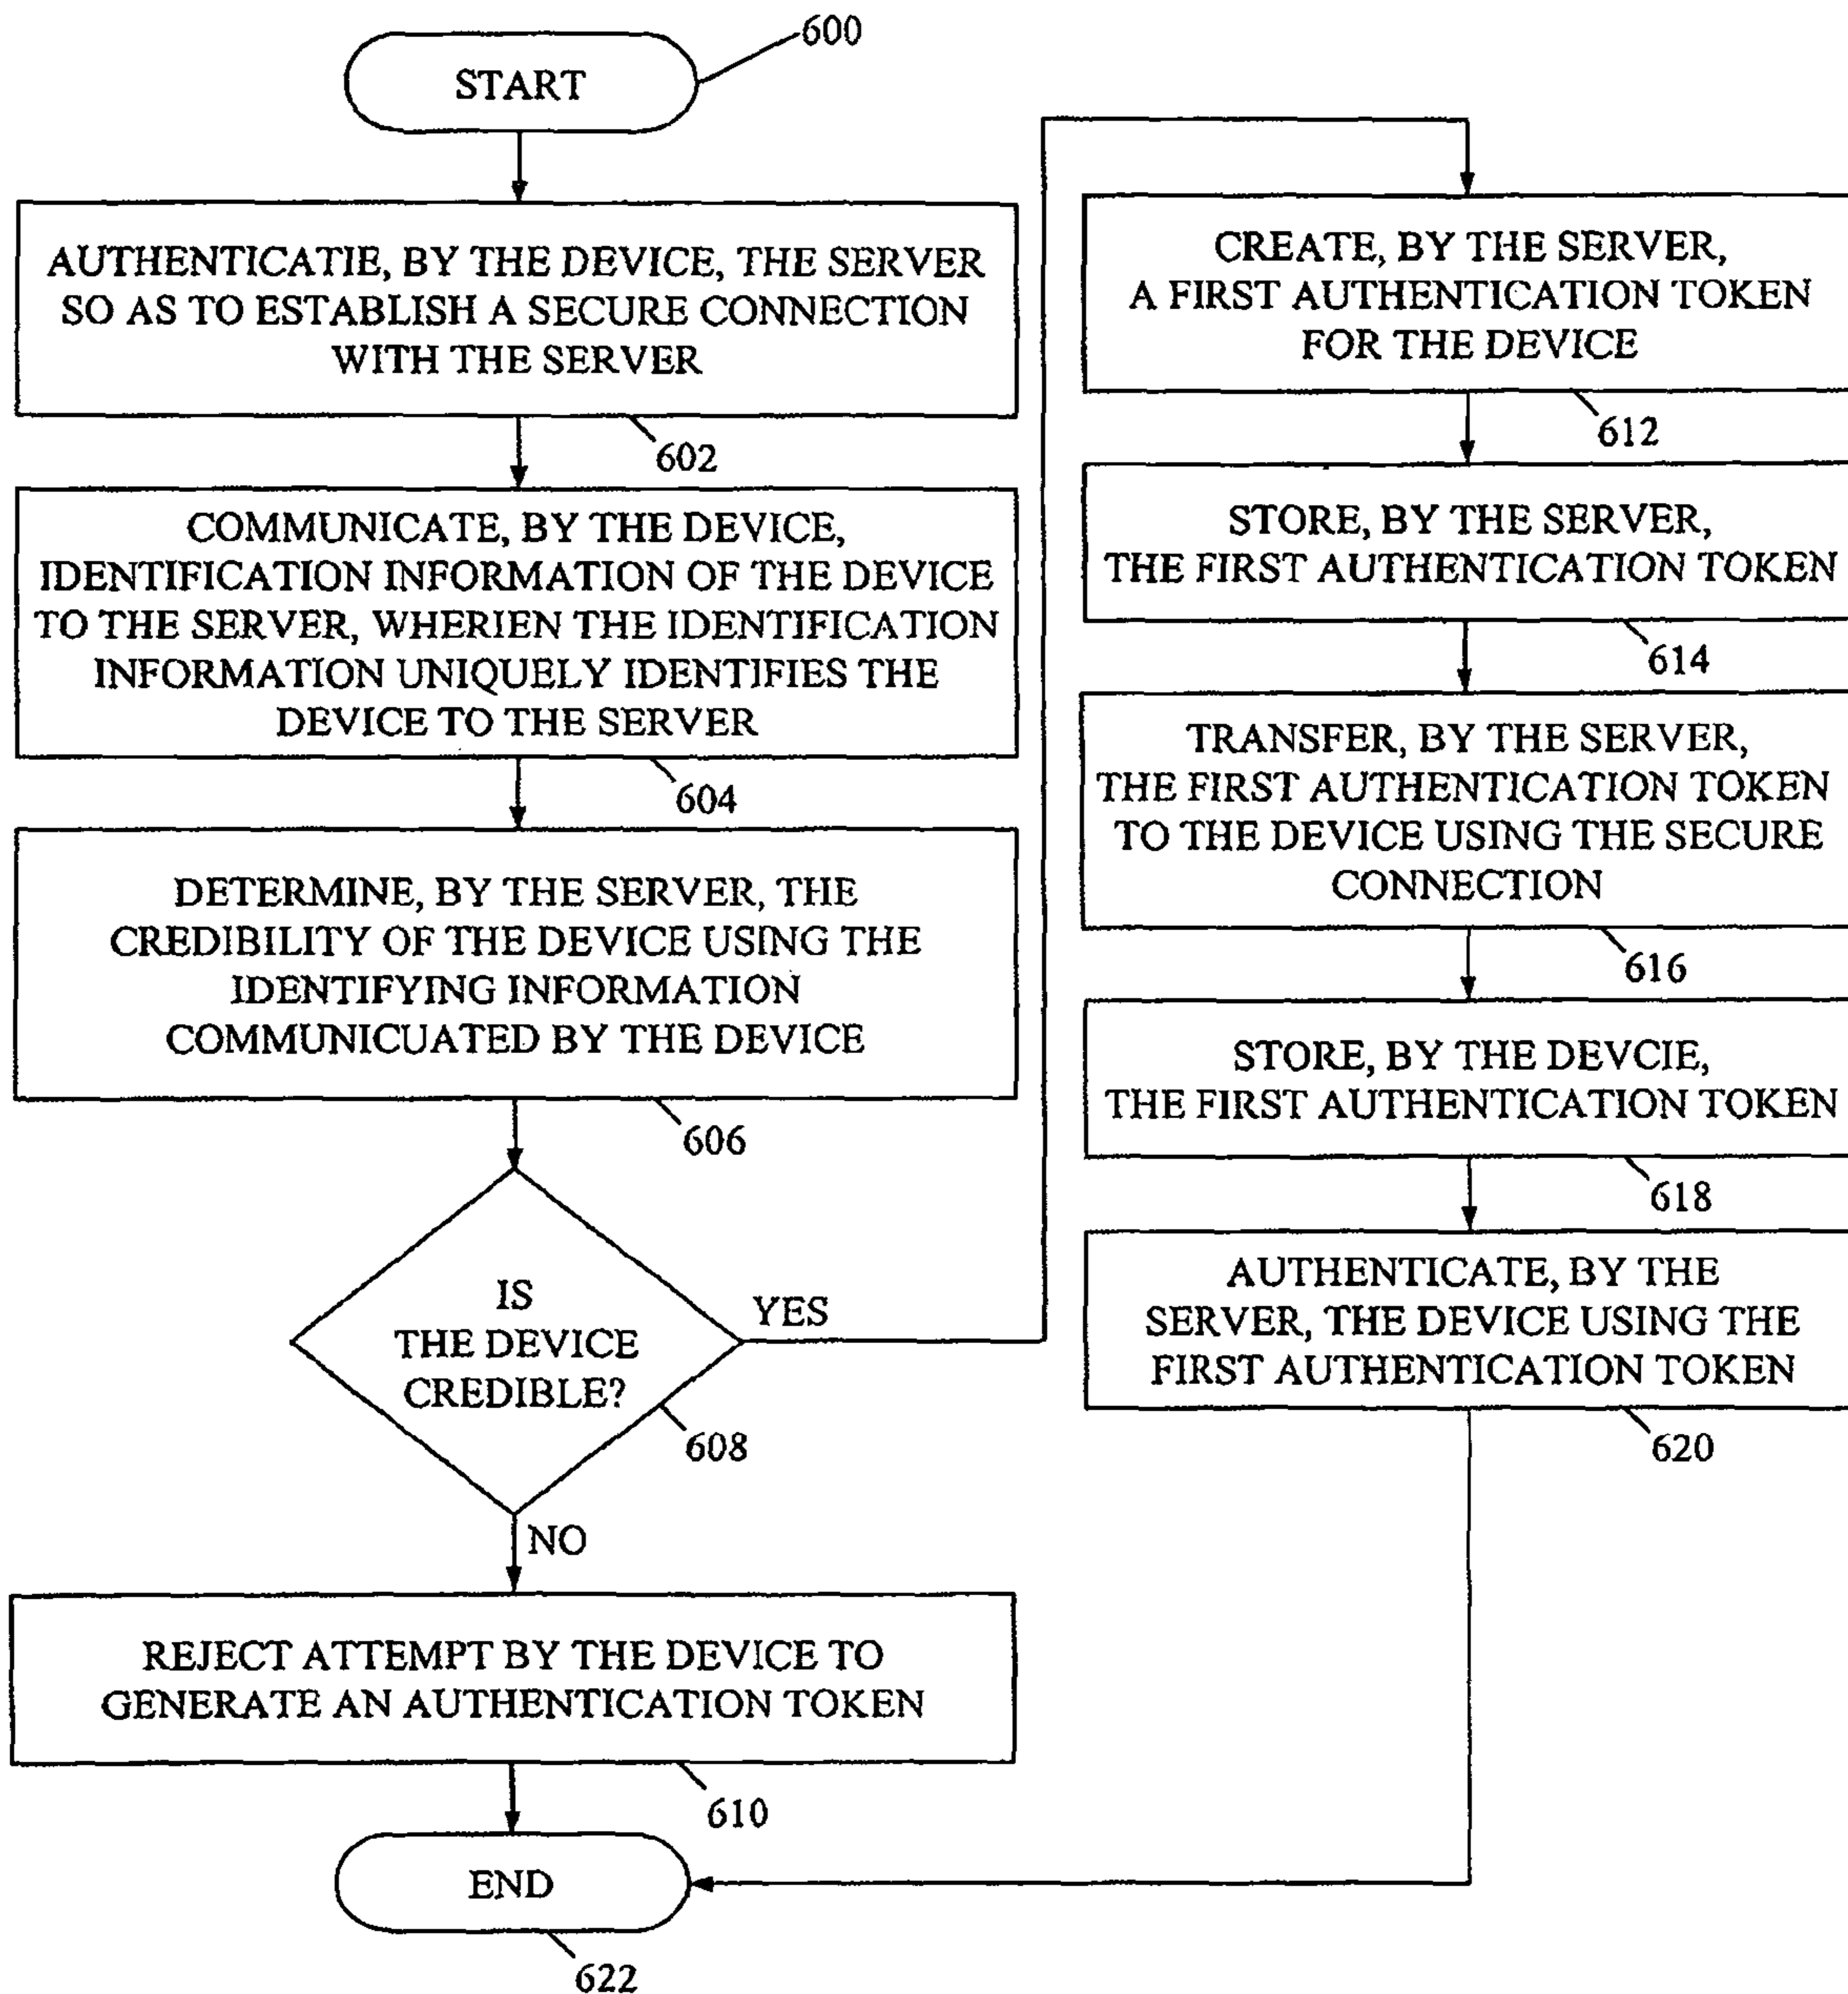 START
600
AUTHENTICATIE, BY THE DEVICE, THE SERVER
SO AS TO ESTABLISH A SECURE CONNECTION
WITH THE SERVER
602
COMMUNICATE, BY THE DEVICE,
IDENTIFICATION INFORMATION OF THE DEVICE
TO THE SERVER, WHERIEN THE IDENTIFICATION
INFORMATION UNIQUELY IDENTIFIES THE
DEVICE TO THE SERVER
604
DETERMINE, BY THE SERVER, THE
CREDIBILITY OF THE DEVICE USING THE
IDENTIFYING INFORMATION
COMMUNICUATED BY THE DEVICE
606
IS
THE DEVICE
CREDIBLE?
608
YES
NO
REJECT ATTEMPT BY THE DEVICE TO
GENERATE AN AUTHENTICATION TOKEN
610
CREATE, BY THE SERVER,
A FIRST AUTHENTICATION TOKEN
FOR THE DEVICE
612
STORE, BY THE SERVER,
THE FIRST AUTHENTICATION TOKEN
614
TRANSFER, BY THE SERVER,
THE FIRST AUTHENTICATION TOKEN
TO THE DEVICE USING THE SECURE
CONNECTION
616
STORE, BY THE DEVCIE,
THE FIRST AUTHENTICATION TOKEN
618
AUTHENTICATE, BY THE
SERVER, THE DEVICE USING THE
FIRST AUTHENTICATION TOKEN
620
END
622